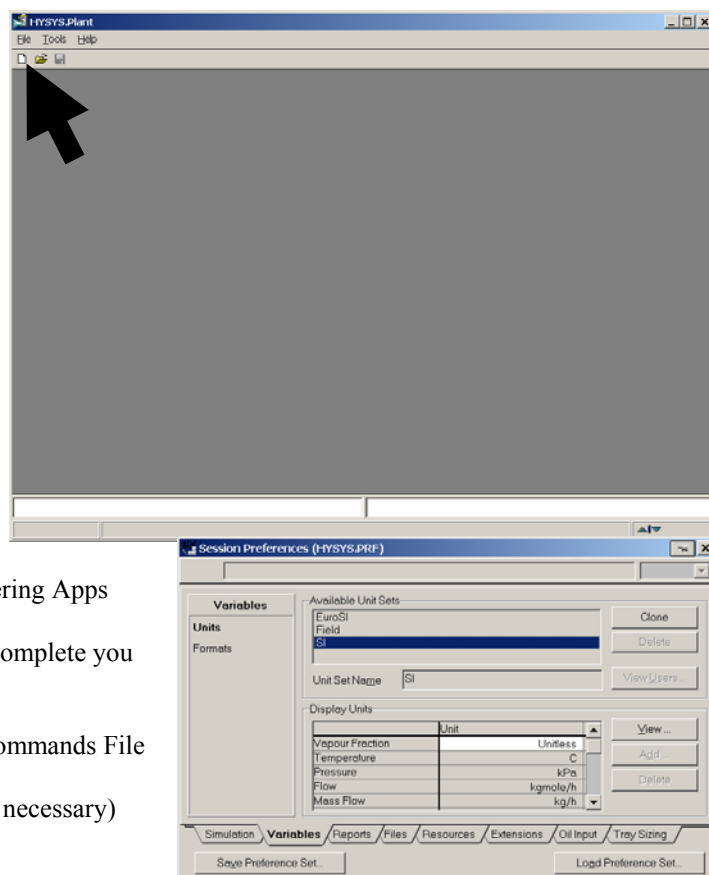 HYSYS.Plant
File Tools Help
Session Preferences (HYSYS.PRF)
ering Apps
omplete you
ommands File
necessary)
Variables
Units
Formats
Available Unit Sets
EuroSI
Field
SI
Clone
Delete
Unit Set Name SI
View Users...
Display Units
Unit
Vapour Fraction Unitless
Temperature C
Pressure kPa
Flow kgmole/h
Mass Flow kg/h
View ...
Add ...
Delete
Simulation Variables Reports Files Resources Extensions Oil Input Tray Sizing
Save Preference Set...
Load Preference Set...